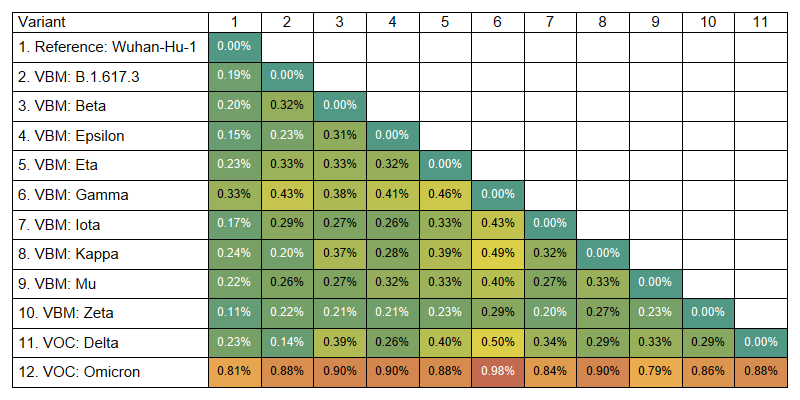 Variant 1 2 3 4 5 6 7 8 9 10 11
1. Reference: Wuhan-Hu-1 0.00%
2. VBM: B.1.617.3 0.19% 0.00%
3. VBM: Beta 0.20% 0.32% 0.00%
4. VBM: Epsilon 0.15% 0.23% 0.31% 0.00%
5. VBM: Eta 0.23% 0.33% 0.33% 0.32% 0.00%
6. VBM: Gamma 0.33% 0.43% 0.38% 0.41% 0.46% 0.00%
7. VBM: Iota 0.17% 0.29% 0.27% 0.26% 0.33% 0.43% 0.00%
8. VBM: Kappa 0.24% 0.20% 0.37% 0.28% 0.39% 0.49% 0.32% 0.00%
9. VBM: Mu 0.22% 0.26% 0.27% 0.32% 0.33% 0.40% 0.27% 0.33% 0.00%
10. VBM: Zeta 0.11% 0.22% 0.21% 0.21% 0.23% 0.29% 0.20% 0.27% 0.23% 0.00%
11. VOC: Delta 0.23% 0.14% 0.39% 0.26% 0.40% 0.50% 0.34% 0.29% 0.33% 0.29% 0.00%
12. VOC: Omicron 0.81% 0.88% 0.90% 0.90% 0.88% 0.98% 0.84% 0.90% 0.79% 0.86% 0.88%